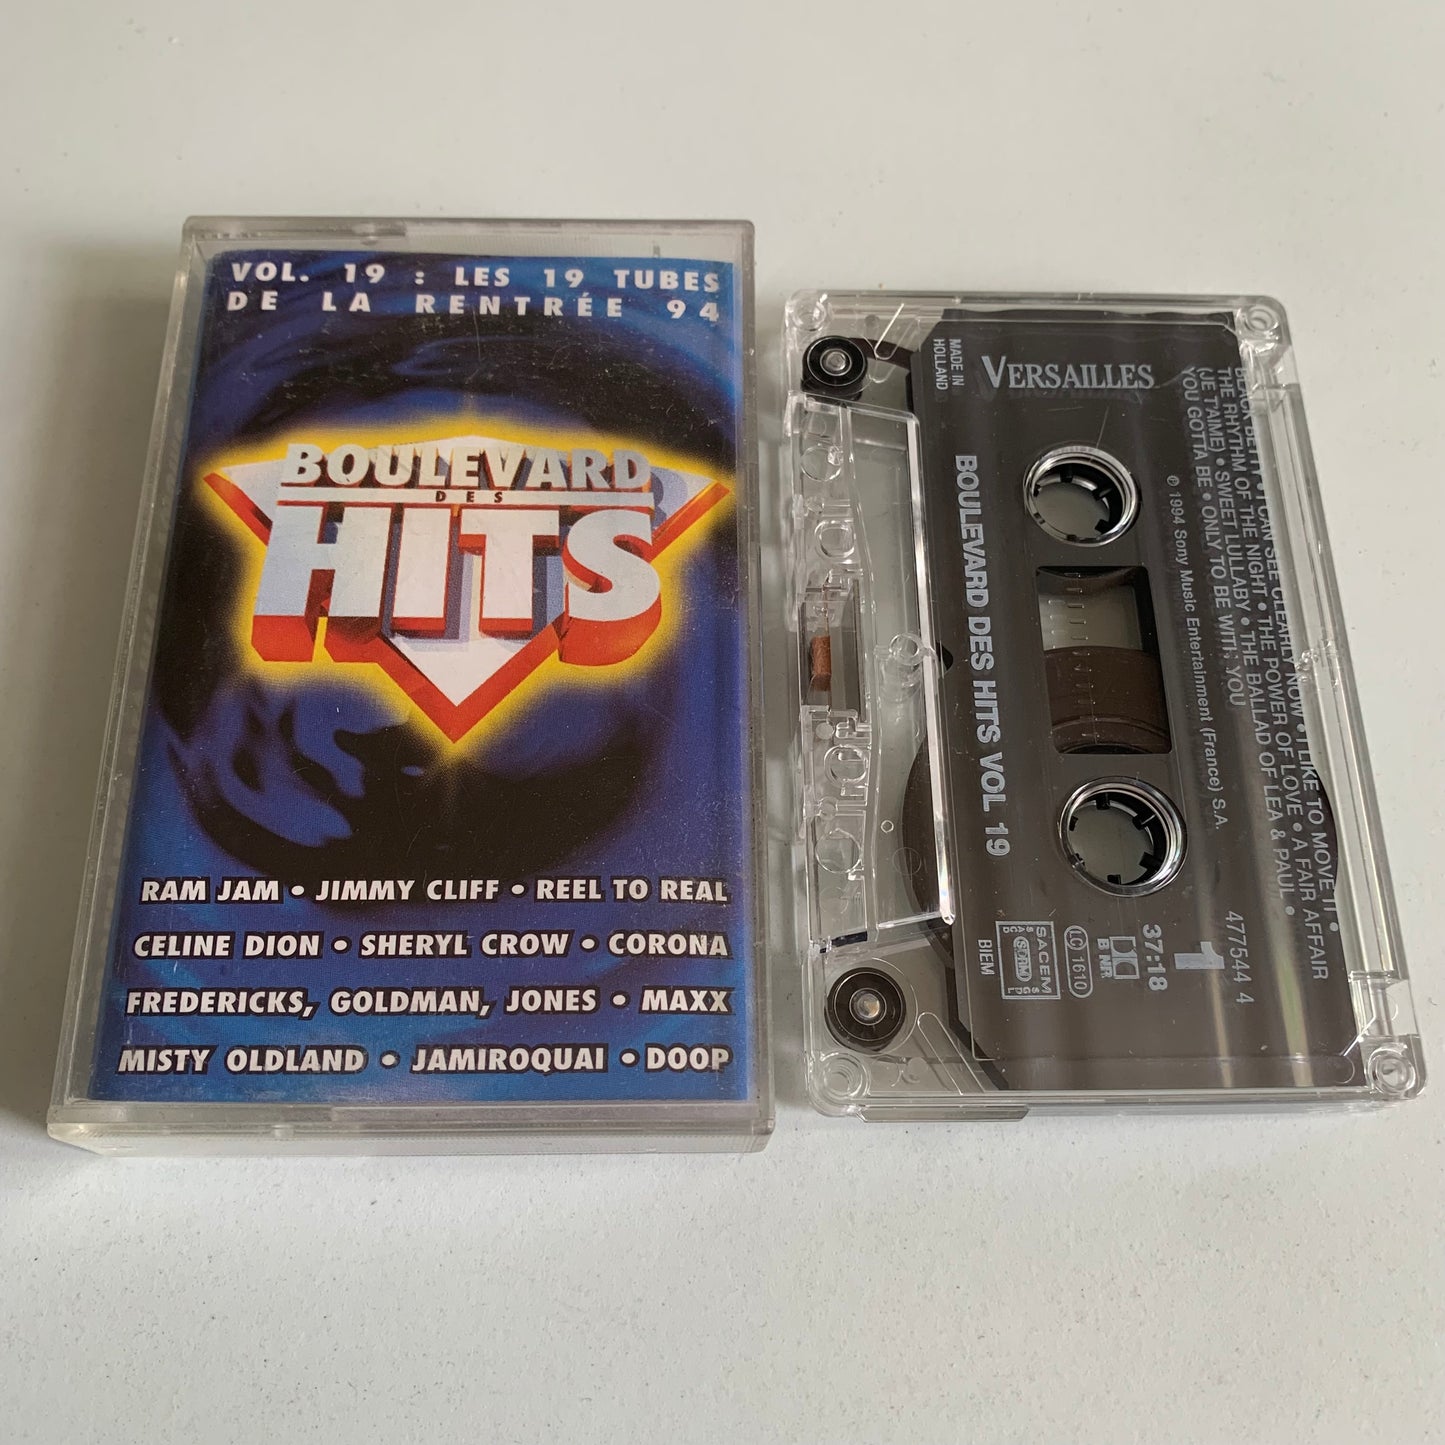 VOL. 19 : LES 19 TUBES
DE LA RENTRÉE 94
BOULEVARD
DES
HITS
RAM JAM • JIMMY CLIFF • REEL TO REAL
CELINE DION • SHERYL CROW • CORONA
FREDERICKS, GOLDMAN, JONES • MAXX
MISTY OLDLAND • JAMIROQUAI • DOOP
MADE IN
HOLLAND
VERSAILLES
BOULEVARD DES HITS VOL 19
BLACK BETTY • I CAN SEE CLEARLY NOW • I LIKE TO MOVE IT •
THE RHYTHM OF THE NIGHT • THE POWER OF LOVE • A FAIR AFFAIR
(JE T'AIME) • SWEET LULLABY • THE BALLAD OF LEA & PAUL •
YOU GOTTA BE • ONLY TO BE WITH YOU
℗ 1994 Sony Music Entertainment (France) S.A.
477544 4
1
37:18
B NR
LC 1610
SACEM
BIEM